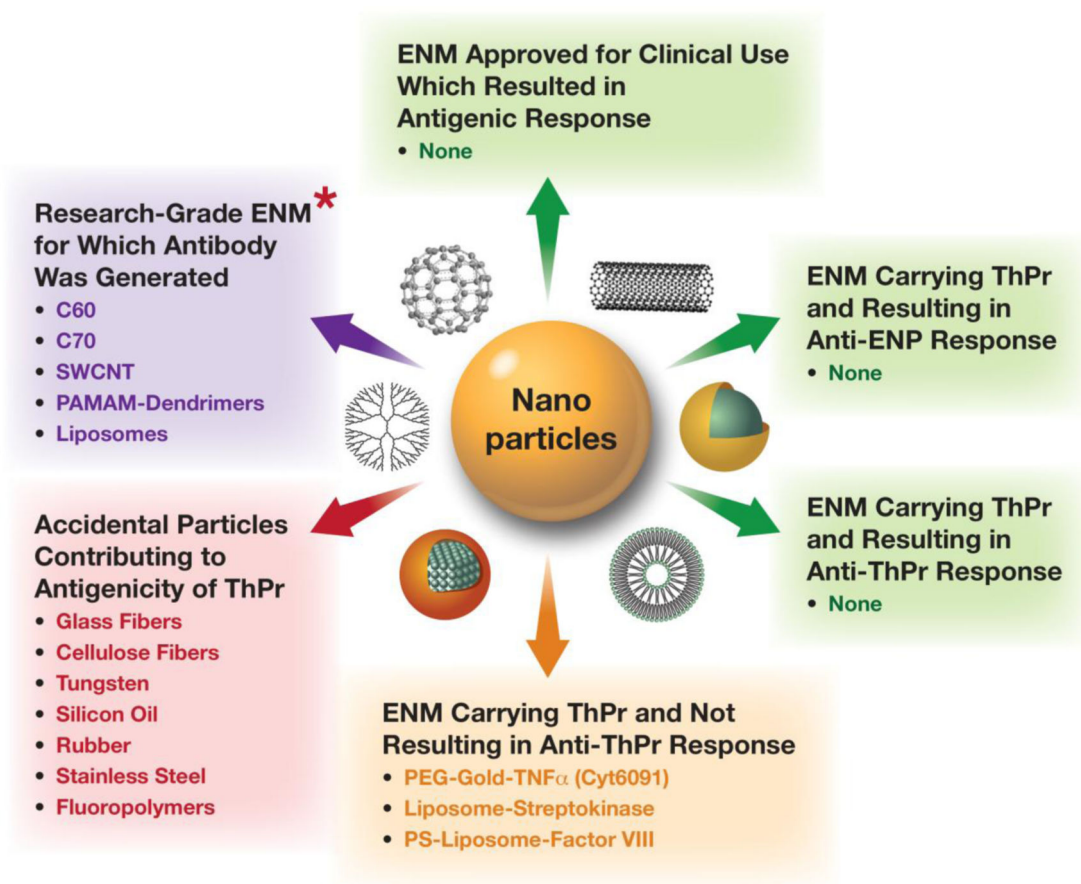 ENM Approved for Clinical Use
Which Resulted in
Antigenic Response
• None
Research-Grade ENM*
for Which Antibody
Was Generated
• C60
• C70
• SWCNT
• PAMAM-Dendrimers
• Liposomes
ENM Carrying ThPr
and Resulting in
Anti-ENP Response
• None
Nano
particles
Accidental Particles
Contributing to
Antigenicity of ThPr
• Glass Fibers
• Cellulose Fibers
• Tungsten
• Silicon Oil
• Rubber
• Stainless Steel
• Fluoropolymers
ENM Carrying ThPr
and Resulting in
Anti-ThPr Response
• None
ENM Carrying ThPr and Not
Resulting in Anti-ThPr Response
• PEG-Gold-TNFα (Cyt6091)
• Liposome-Streptokinase
• PS-Liposome-Factor VIII